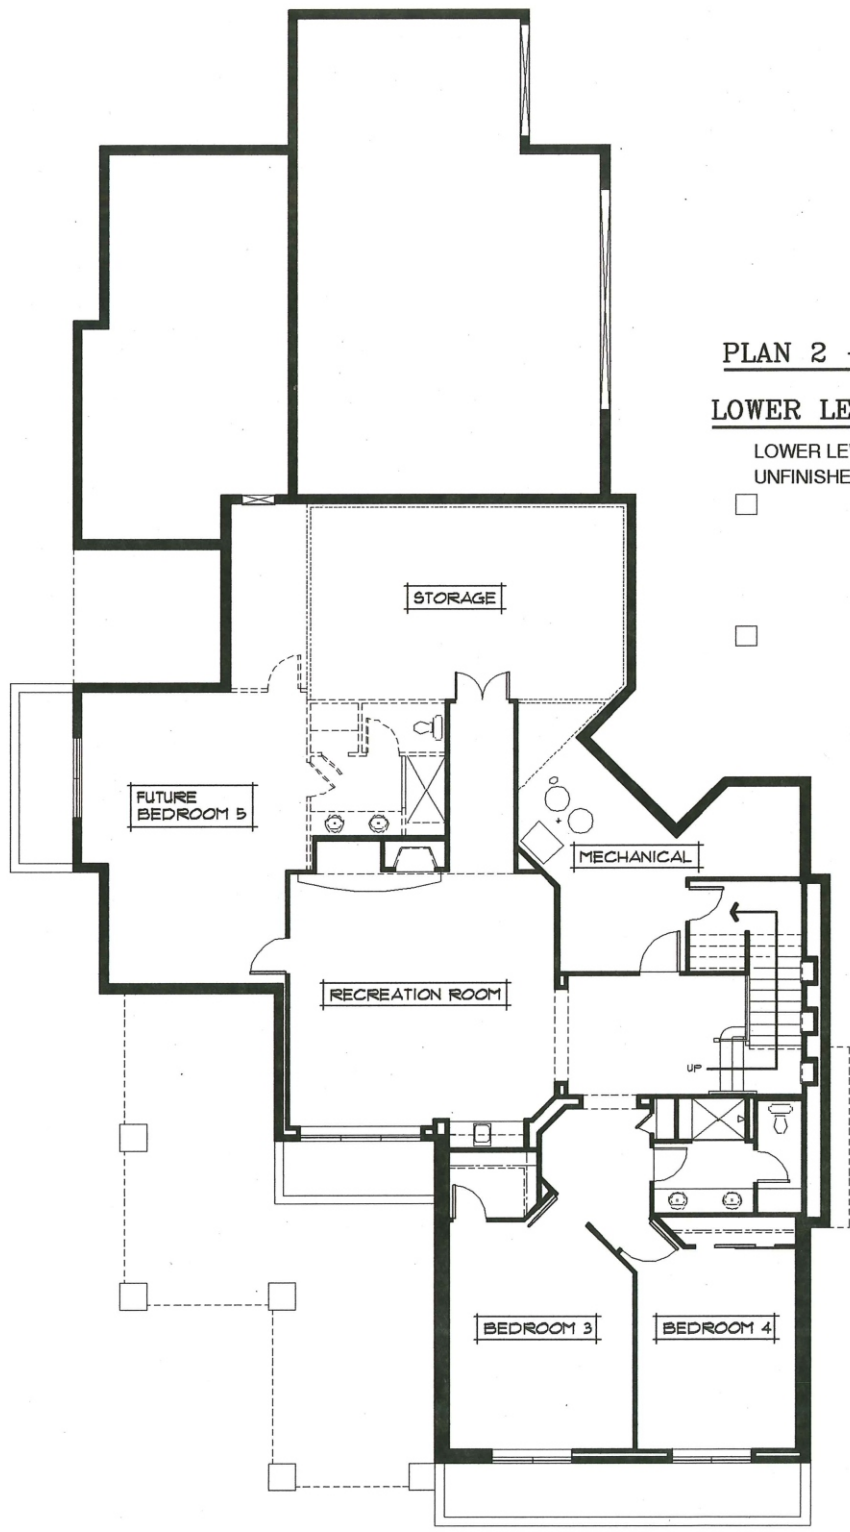 PLAN 2 -
LOWER LE
LOWER LE
UNFINISHE
STORAGE
FUTURE
BEDROOM 5
MECHANICAL
RECREATION ROOM
UP
BEDROOM 3
BEDROOM 4